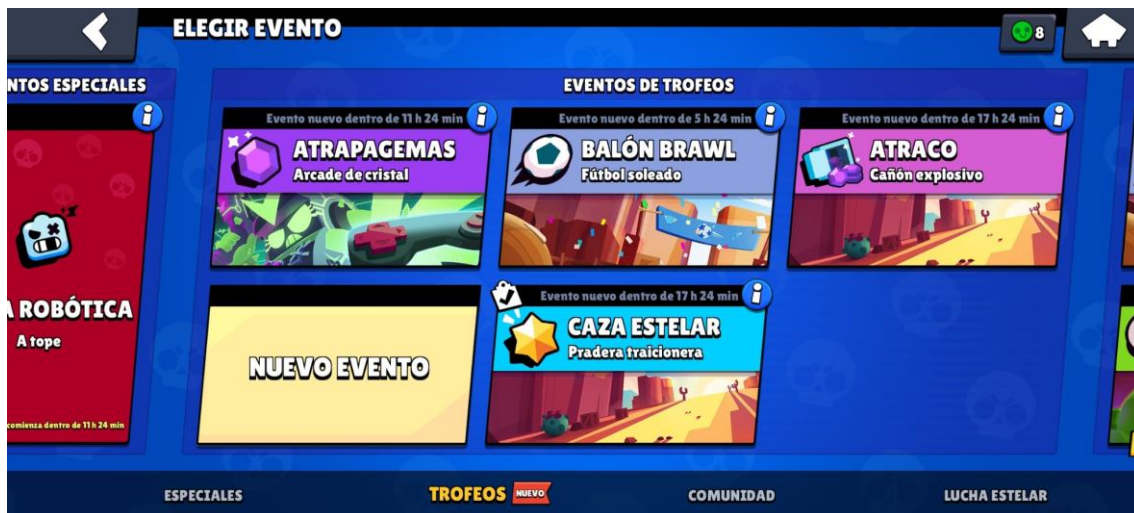 ELEGIR EVENTO
8
NTOS ESPECIALES
EVENTOS DE TROFEOS
Evento nuevo dentro de 11 h 24 min
ATRAPAGEMAS
Arcade de cristal
Evento nuevo dentro de 5 h 24 min
BALÓN BRAWL
Fútbol soleado
Evento nuevo dentro de 17 h 24 min
ATRACO
Cañón explosivo
A ROBÓTICA
A tope
comienza dentro de 11 h 24 min
NUEVO EVENTO
Evento nuevo dentro de 17 h 24 min
CAZA ESTELAR
Pradera traicionera
ESPECIALES
TROFEOS NUEVO
COMUNIDAD
LUCHA ESTELAR